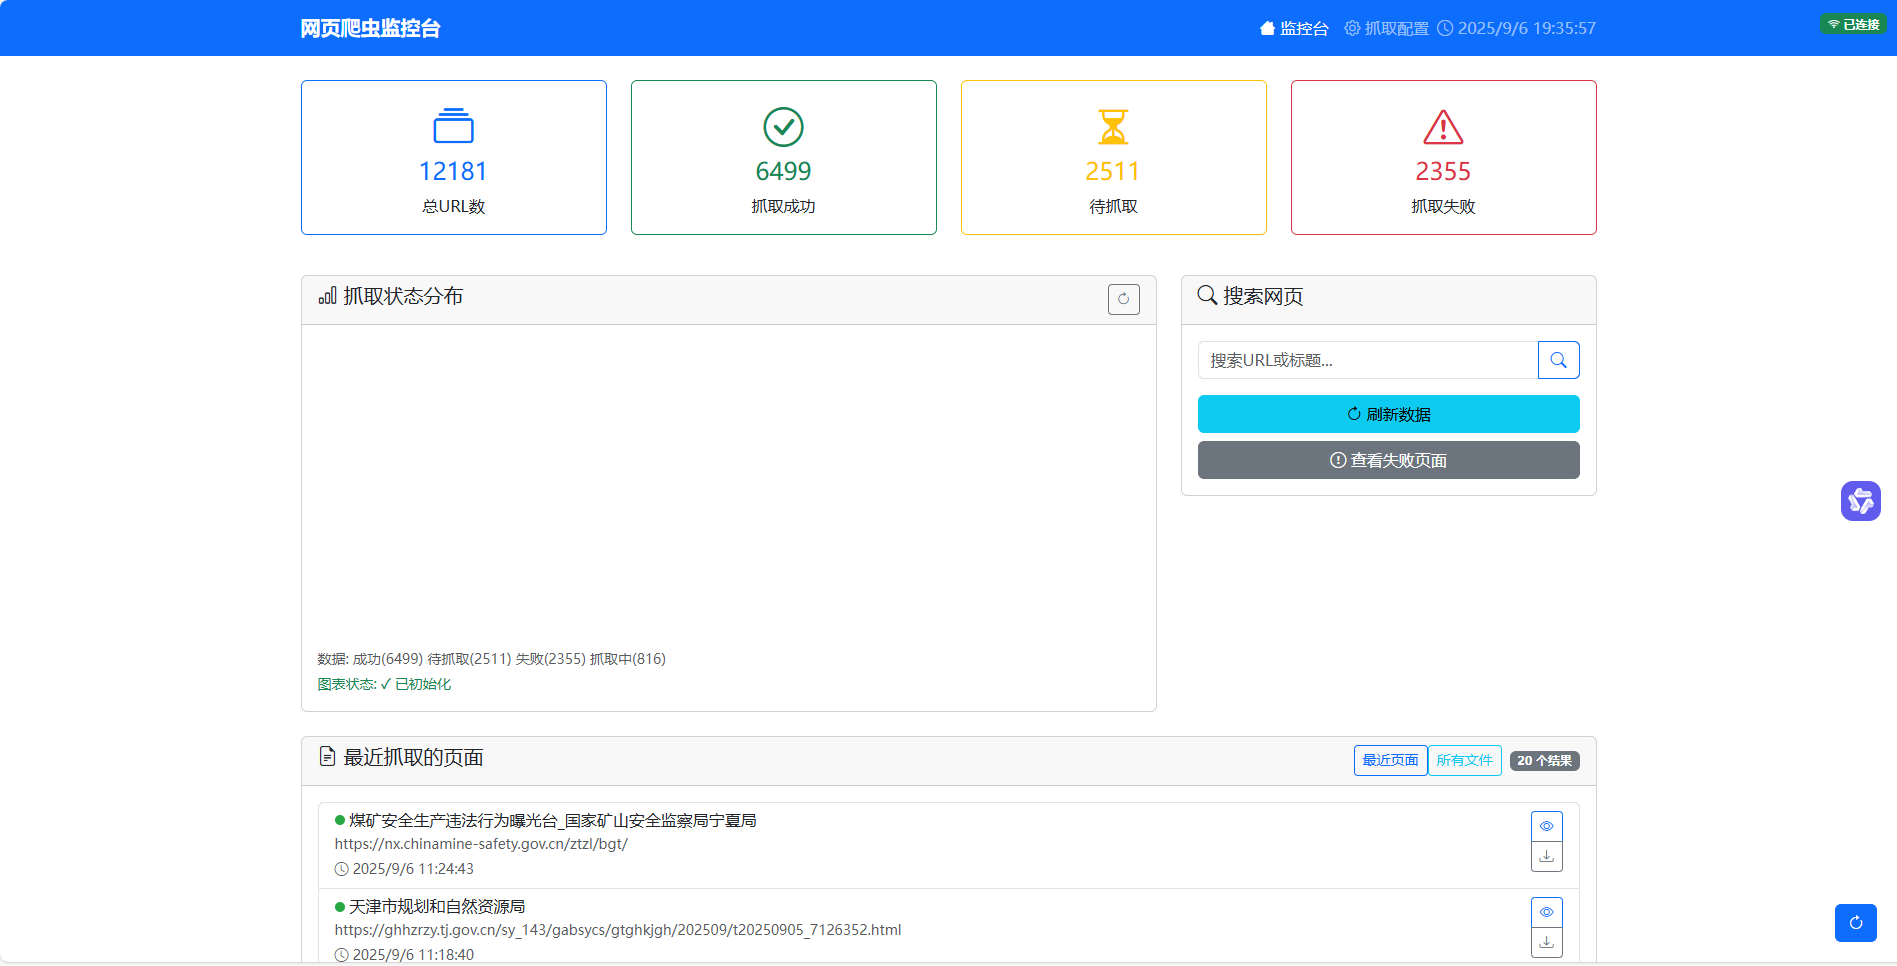 网页爬虫监控台
监控台 抓取配置 2025/9/6 19:35:57
已连接
12181
总URL数
6499
抓取成功
2511
待抓取
2355
抓取失败
抓取状态分布
数据: 成功(6499) 待抓取(2511) 失败(2355) 抓取中(816)
图表状态: ✓ 已初始化
搜索网页
搜索URL或标题...
刷新数据
查看失败页面
最近抓取的页面
最近页面 所有文件 20 个结果
煤矿安全生产违法行为曝光台_国家矿山安全监察局宁夏局
https://nx.chinamine-safety.gov.cn/ztzl/bgt/
2025/9/6 11:24:43
天津市规划和自然资源局
https://ghhzrzy.tj.gov.cn/sy_143/gabsycs/gtghkjgh/202509/t20250905_7126352.html
2025/9/6 11:18:40